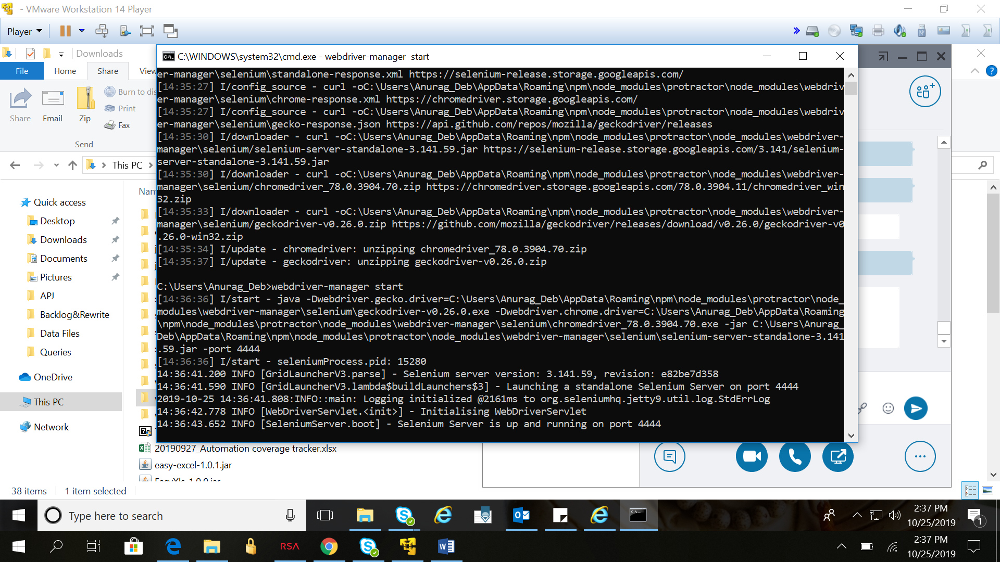 - VMware Workstation 14 Player
Player
Downloads
File
Home
Share
View
Share
Email
Zip
Burn to dis
Print
Fax
Send
This PC
Nam
Quick access
Desktop
Downloads
Documents
Pictures
APJ
Backlog&Rewrite
Data Files
Queries
OneDrive
This PC
Network
C:\WINDOWS\system32\cmd.exe - webdriver-manager  start
er-manager\selenium\standalone-response.xml https://selenium-release.storage.googleapis.com/
[14:35:27] I/config_source - curl -oC:\Users\Anurag_Deb\AppData\Roaming\npm\node_modules\protractor\node_modules\webdriv
er-manager\selenium\chrome-response.xml https://chromedriver.storage.googleapis.com/
[14:35:27] I/config_source - curl -oC:\Users\Anurag_Deb\AppData\Roaming\npm\node_modules\protractor\node_modules\webdriv
er-manager\selenium\gecko-response.json https://api.github.com/repos/mozilla/geckodriver/releases
[14:35:30] I/downloader - curl -oC:\Users\Anurag_Deb\AppData\Roaming\npm\node_modules\protractor\node_modules\webdriver-
manager\selenium/selenium-server-standalone-3.141.59.jar https://selenium-release.storage.googleapis.com/3.141/selenium-
server-standalone-3.141.59.jar
[14:35:30] I/downloader - curl -oC:\Users\Anurag_Deb\AppData\Roaming\npm\node_modules\protractor\node_modules\webdriver-
manager\selenium/chromedriver_78.0.3904.70.zip https://chromedriver.storage.googleapis.com/78.0.3904.11/chromedriver_win
32.zip
[14:35:33] I/downloader - curl -oC:\Users\Anurag_Deb\AppData\Roaming\npm\node_modules\protractor\node_modules\webdriver-
manager\selenium/geckodriver-v0.26.0.zip https://github.com/mozilla/geckodriver/releases/download/v0.26.0/geckodriver-v0
.26.0-win32.zip
[14:35:34] I/update - chromedriver: unzipping chromedriver_78.0.3904.70.zip
[14:35:37] I/update - geckodriver: unzipping geckodriver-v0.26.0.zip
C:\Users\Anurag_Deb>webdriver-manager start
[14:36:36] I/start - java -Dwebdriver.gecko.driver=C:\Users\Anurag_Deb\AppData\Roaming\npm\node_modules\protractor\node_
modules\webdriver-manager\selenium\geckodriver-v0.26.0.exe -Dwebdriver.chrome.driver=C:\Users\Anurag_Deb\AppData\Roaming
\npm\node_modules\protractor\node_modules\webdriver-manager\selenium\chromedriver_78.0.3904.70.exe -jar C:\Users\Anurag_
Deb\AppData\Roaming\npm\node_modules\protractor\node_modules\webdriver-manager\selenium\selenium-server-standalone-3.141
.59.jar -port 4444
[14:36:36] I/start - seleniumProcess.pid: 15280
14:36:41.200 INFO [GridLauncherV3.parse] - Selenium server version: 3.141.59, revision: e82be7d358
14:36:41.590 INFO [GridLauncherV3.lambda$buildLaunchers$3] - Launching a standalone Selenium Server on port 4444
2019-10-25 14:36:41.808:INFO::main: Logging initialized @2161ms to org.seleniumhq.jetty9.util.log.StdErrLog
14:36:42.778 INFO [WebDriverServlet.<init>] - Initialising WebDriverServlet
14:36:43.652 INFO [SeleniumServer.boot] - Selenium Server is up and running on port 4444
20190927_Automation coverage tracker.xlsx
easy-excel-1.0.1.jar
EasyXls-1.0.0.jar
38 items
1 item selected
Type here to search
2:37 PM
10/25/2019
1
RSA
2:37 PM
10/25/2019